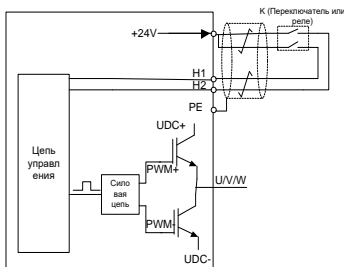 K (Переключатель или
реле)
+24V
H1
H2
PE
UDC+
Цепь
управл
ения
PWM+
Сило
вая
цепь
U/V/W
PWM-
UDC-